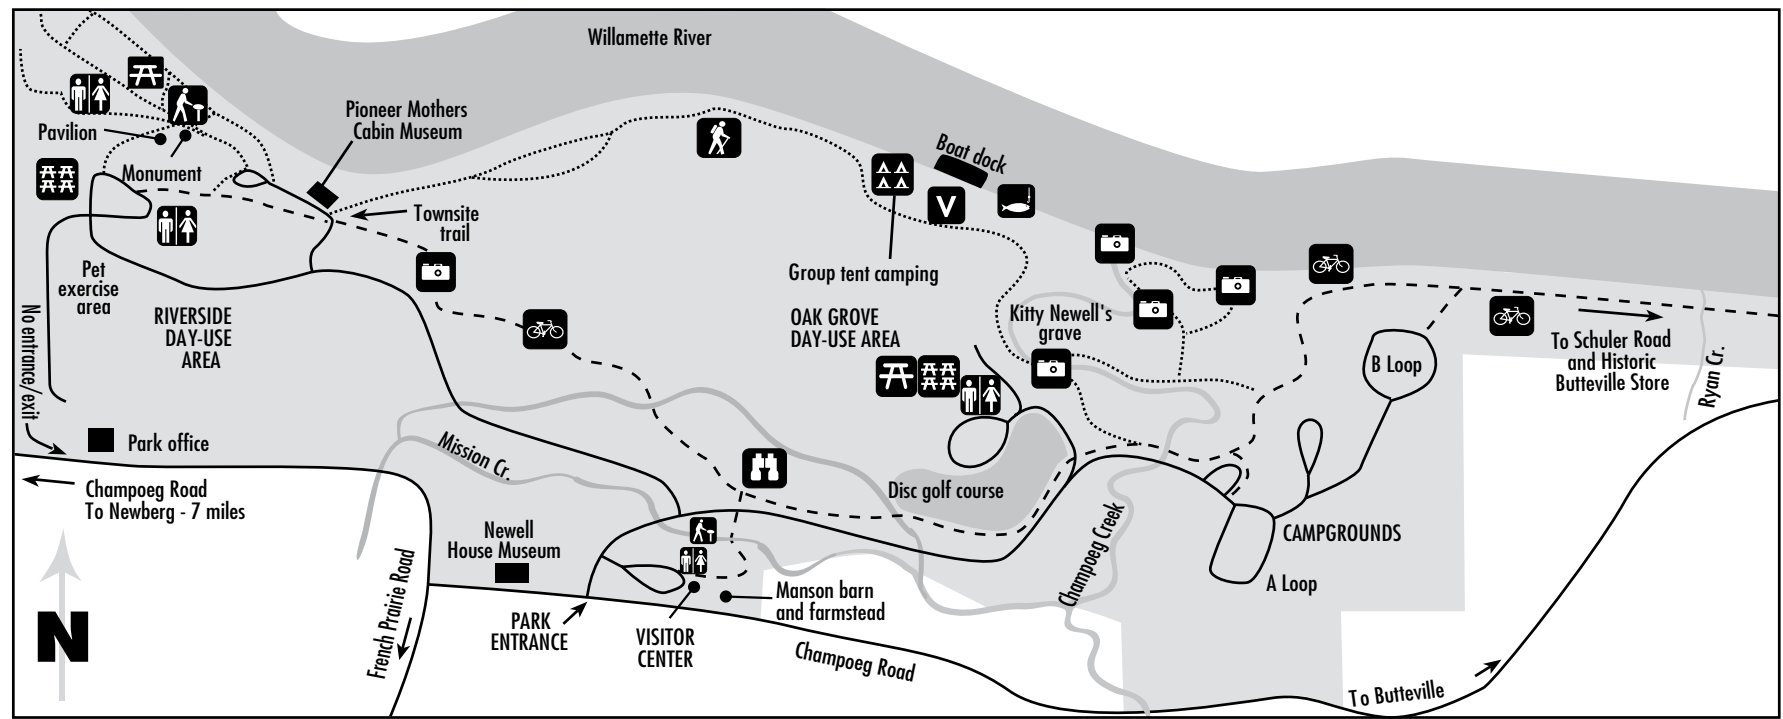 Willamette River
Pioneer Mothers
Cabin Museum
Pavilion
Monument
Boat dock
V
Townsite
trail
Group tent camping
Pet
exercise
area
RIVERSIDE
DAY-USE
AREA
OAK GROVE
DAY-USE AREA
Kitty Newell's
grave
No entrance/exit
B Loop
To Schuler Road
and Historic
Butteville Store
Ryan Cr.
Park office
Mission Cr.
Champoeg Road
To Newberg - 7 miles
Disc golf course
Newell
House Museum
Champoeg Creek
CAMPGROUNDS
A Loop
French Prairie Road
Manson barn
and farmstead
PARK
ENTRANCE
VISITOR
CENTER
N
Champoeg Road
To Butteville